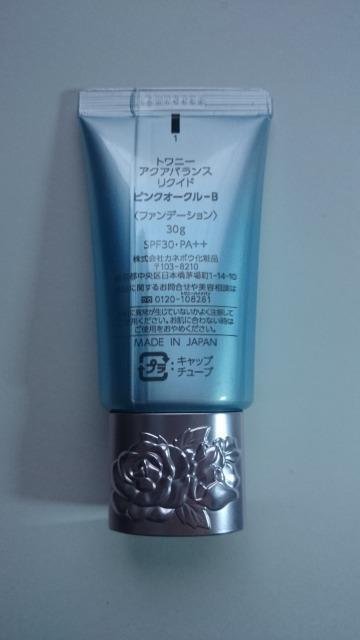 1
トワニー
アクアバランス
リクイド
ピンクオークル-B
〈ファンデーション〉
30g
SPF30・PA++
株式会社カネボウ化粧品
〒103-8210
都中央区日本橋茅場町1-14-10
に関するお問合せや美容相談は
0120-108281
に異常が生じていないかよく注意して
ください。お肌に合わない時は
ご使用をおやめください。
MADE IN JAPAN
プラ :キャップ
チューブ